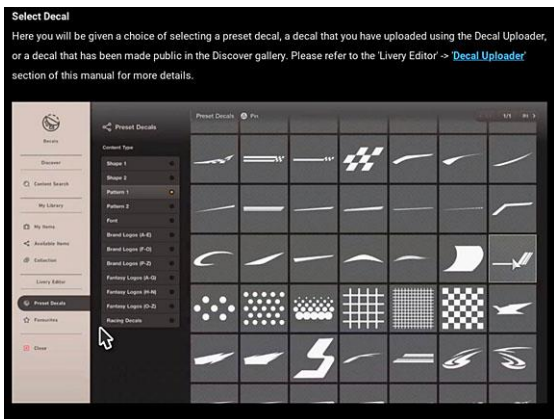 Select Decal
Here you will be given a choice of selecting a preset decal, a decal that you have uploaded using the Decal Uploader,
or a decal that has been made public in the Discover gallery. Please refer to the 'Livery Editor' -> 'Decal Uploader'
section of this manual for more details.
Decals
Discover
Content Search
My Library
My Items
Available Items
Collection
Livery Editor
Preset Decals
Favourites
Close
Preset Decals
Content Type
Shape 1
Shape 2
Pattern 1
Pattern 2
Font
Brand Logos (A-E)
Brand Logos (F-O)
Brand Logos (P-Z)
Fantasy Logos (A-G)
Fantasy Logos (H-N)
Fantasy Logos (O-Z)
Racing Decals
Preset Decals
1/1